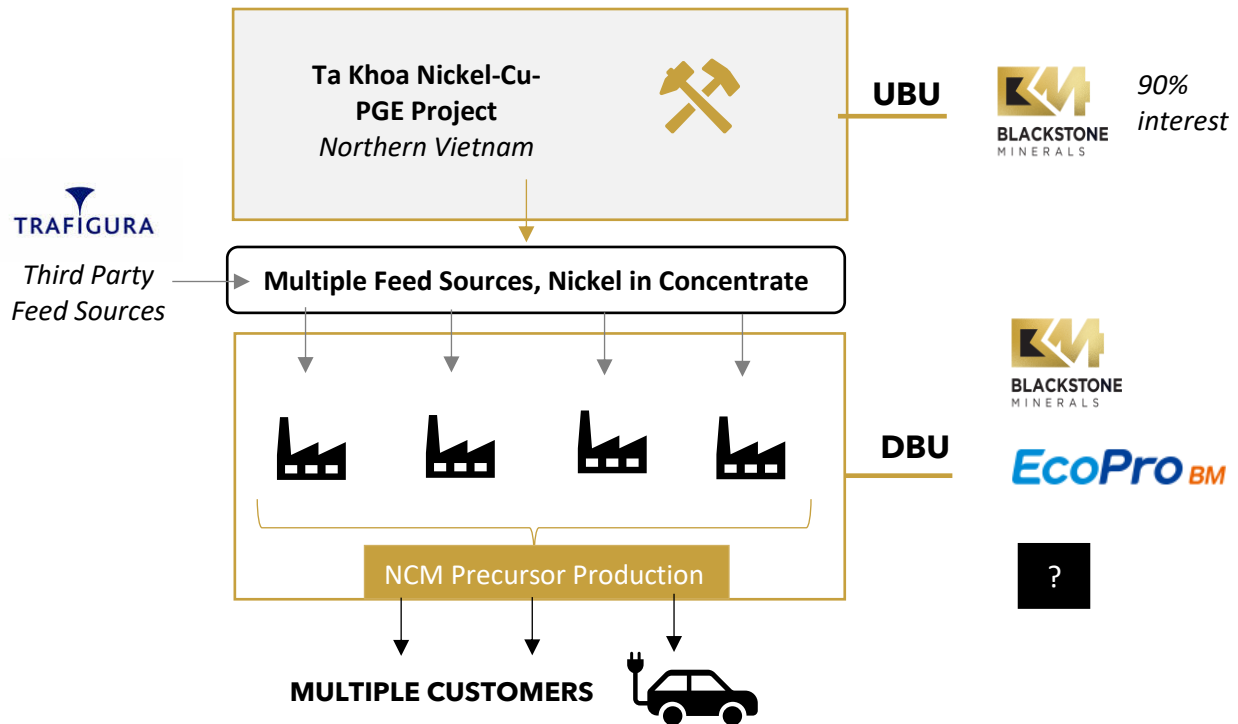 Ta Khoa Nickel-Cu-
PGE Project
Northern Vietnam
UBU
BLACKSTONE
MINERALS
90%
interest
TRAFIGURA
Third Party
Feed Sources
Multiple Feed Sources, Nickel in Concentrate
BLACKSTONE
MINERALS
DBU
EcoPro BM
NCM Precursor Production
?
MULTIPLE CUSTOMERS